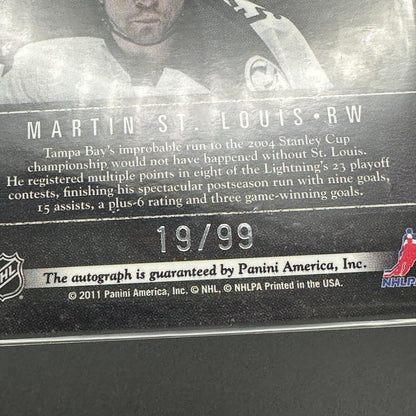 MARTIN ST. LOUIS • RW
Tampa Bay's improbable run to the 2004 Stanley Cup
championship would not have happened without St. Louis.
He registered multiple points in eight of the Lightning's 23 playoff
contests, finishing his spectacular postseason run with nine goals,
15 assists, a plus-6 rating and three game-winning goals.
19/99
NHL
The autograph is guaranteed by Panini America, Inc.
NHLPA
© 2011 Panini America, Inc. © NHL, © NHLPA Printed in the USA.